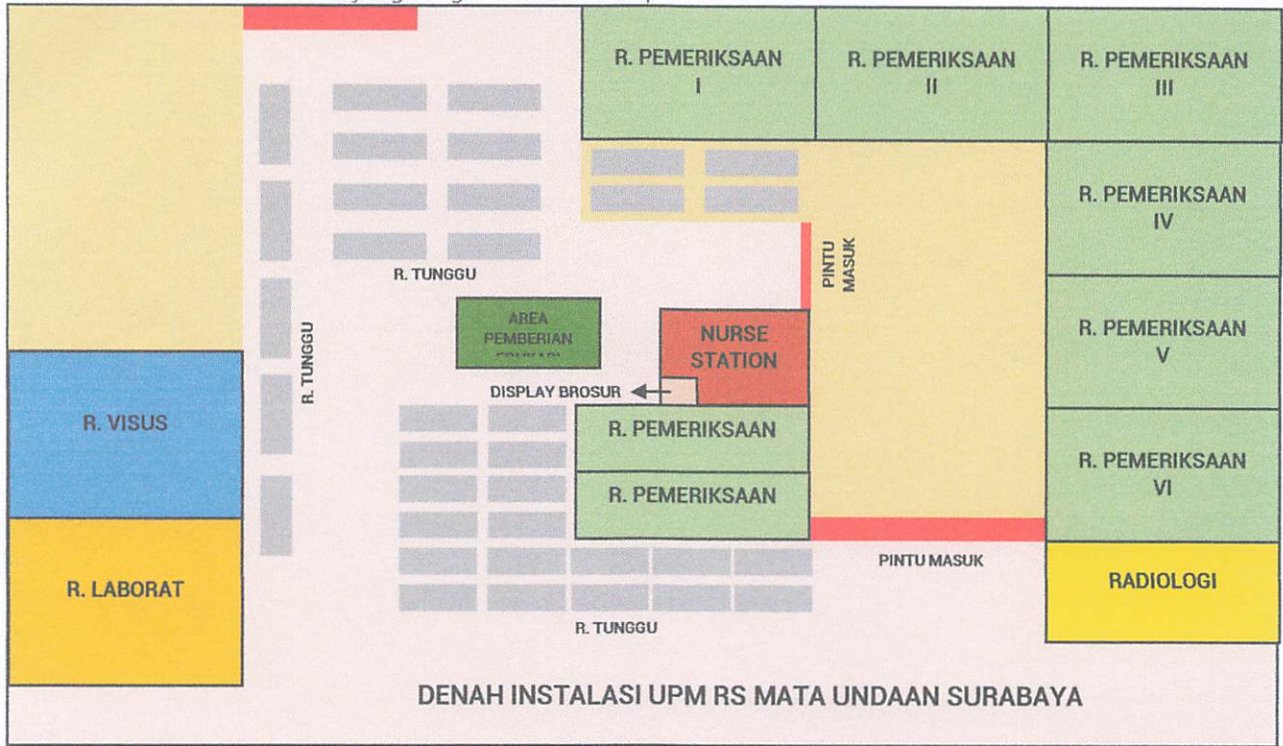 R. PEMERIKSAAN
I
R. PEMERIKSAAN
II
R. PEMERIKSAAN
III
R. PEMERIKSAAN
IV
PINTU
MASUK
R. TUNGGU
R. TUNGGU
AREA
PEMBERIAN
NURSE
STATION
R. PEMERIKSAAN
V
DISPLAY BROSUR
R. VISUS
R. PEMERIKSAAN
R. PEMERIKSAAN
R. PEMERIKSAAN
VI
PINTU MASUK
R. LABORAT
RADIOLOGI
R. TUNGGU
DENAH INSTALASI UPM RS MATA UNDAAN SURABAYA